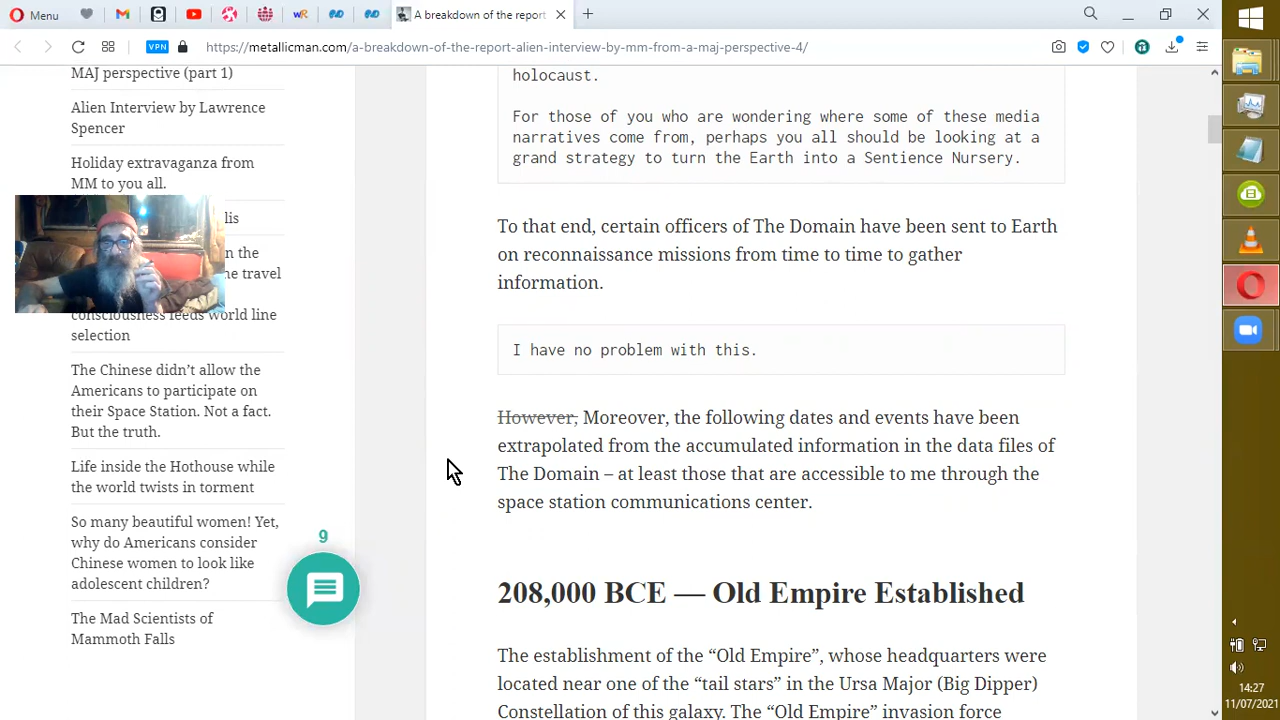 Menu
A breakdown of the report
https://metallicman.com/a-breakdown-of-the-report-alien-interview-by-mm-from-a-maj-perspective-4/
VPN
MAJ perspective (part 1)
Alien Interview by Lawrence
Spencer
Holiday extravaganza from
MM to you all.
lis
n the
ne travel
consciousness feeds world line
selection
The Chinese didn’t allow the
Americans to participate on
their Space Station. Not a fact.
But the truth.
Life inside the Hothouse while
the world twists in torment
So many beautiful women! Yet,
why do Americans consider
Chinese women to look like
adolescent children?
The Mad Scientists of
Mammoth Falls
9
holocaust.
For those of you who are wondering where some of these media
narratives come from, perhaps you all should be looking at a
grand strategy to turn the Earth into a Sentience Nursery.
To that end, certain officers of The Domain have been sent to Earth
on reconnaissance missions from time to time to gather
information.
I have no problem with this.
However, Moreover, the following dates and events have been
extrapolated from the accumulated information in the data files of
The Domain – at least those that are accessible to me through the
space station communications center.
208,000 BCE — Old Empire Established
The establishment of the “Old Empire”, whose headquarters were
located near one of the “tail stars” in the Ursa Major (Big Dipper)
Constellation of this galaxy. The “Old Empire” invasion force
14:27
11/07/2021